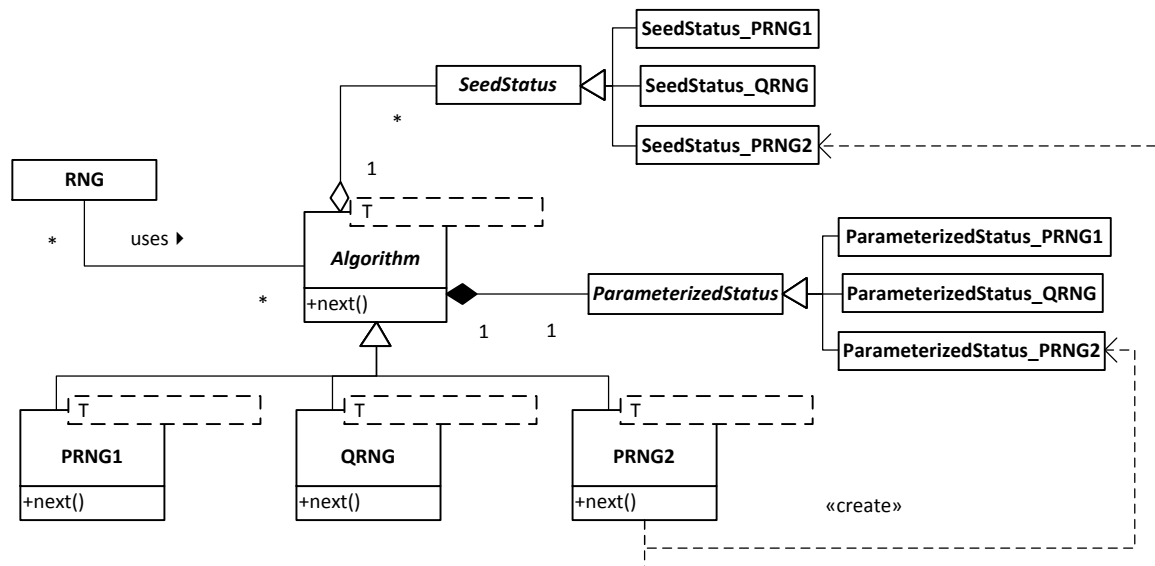 SeedStatus_PRNG1
SeedStatus
SeedStatus_QRNG
*
SeedStatus_PRNG2
1
RNG
T
*
uses
Algorithm
ParameterizedStatus_PRNG1
*
+next()
ParameterizedStatus
ParameterizedStatus_QRNG
1
1
ParameterizedStatus_PRNG2
T
T
T
PRNG1
QRNG
PRNG2
+next()
+next()
+next()
«create»